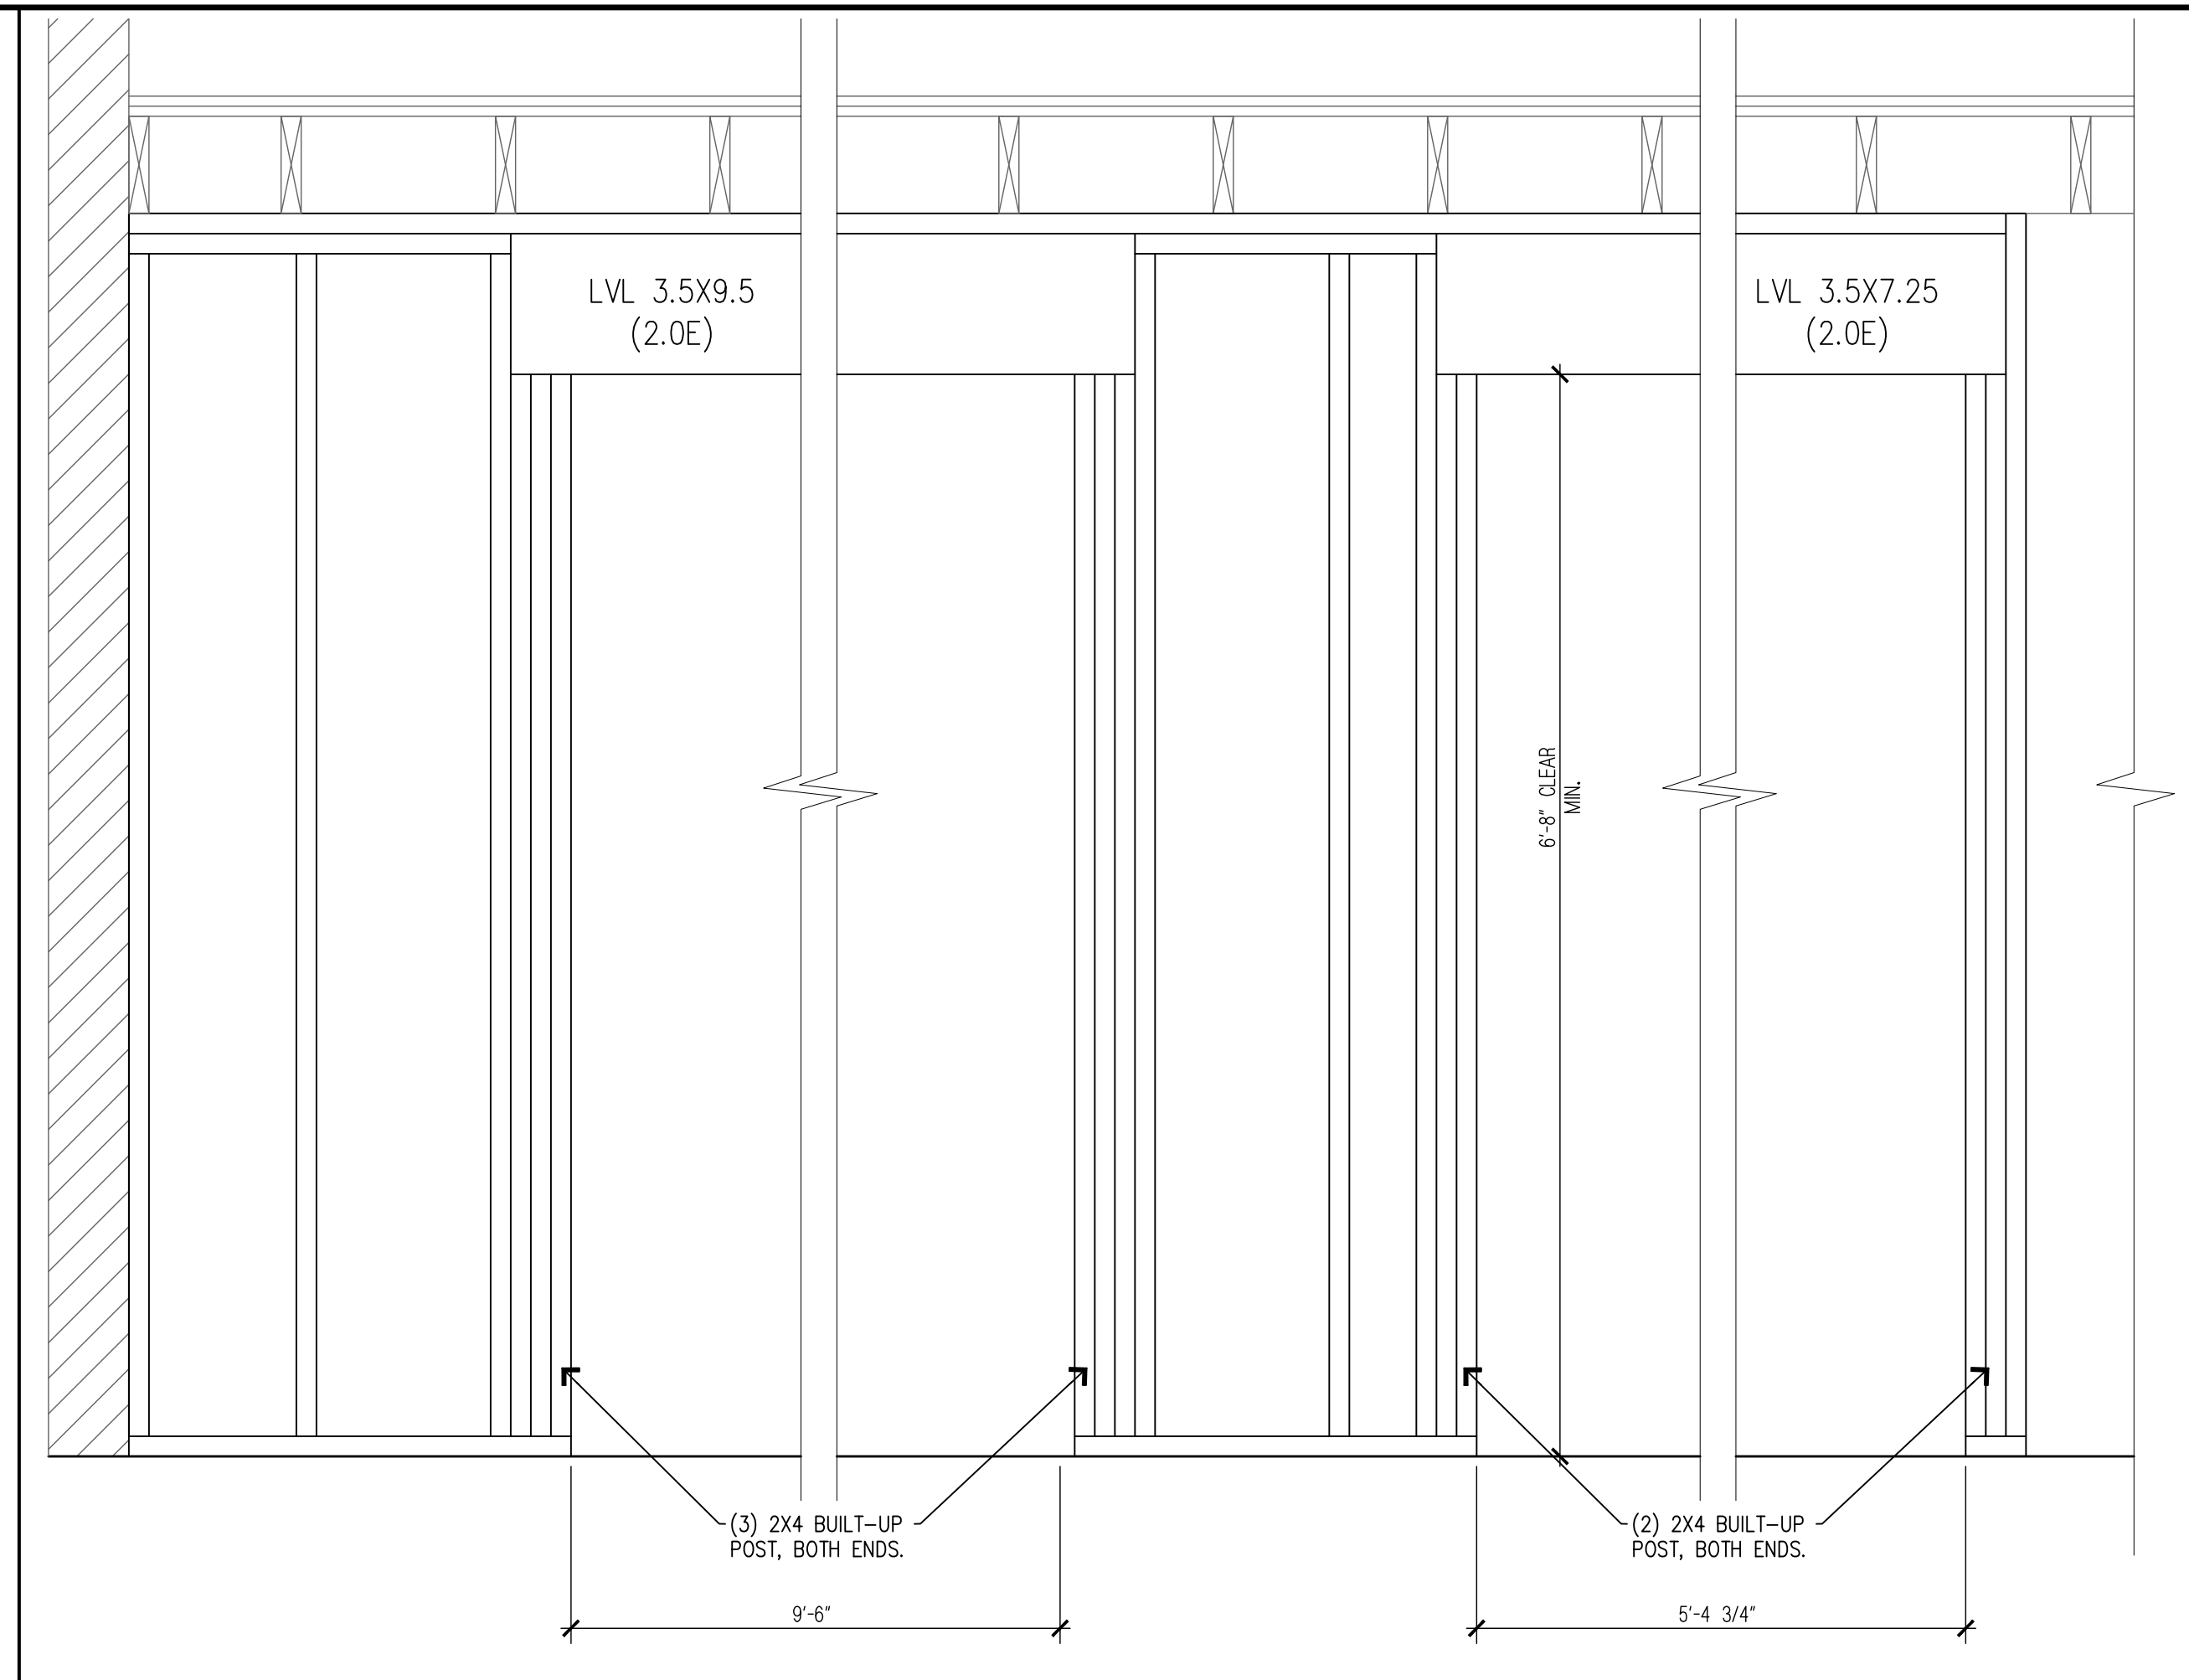 LVL 3.5X9.5
(2.0E)
LVL 3.5X7.25
(2.0E)
6'-8" CLEAR
MIN.
(3) 2X4 BUILT-UP
POST, BOTH ENDS.
(2) 2X4 BUILT-UP
POST, BOTH ENDS.
9'-6"
5'-4 3/4"